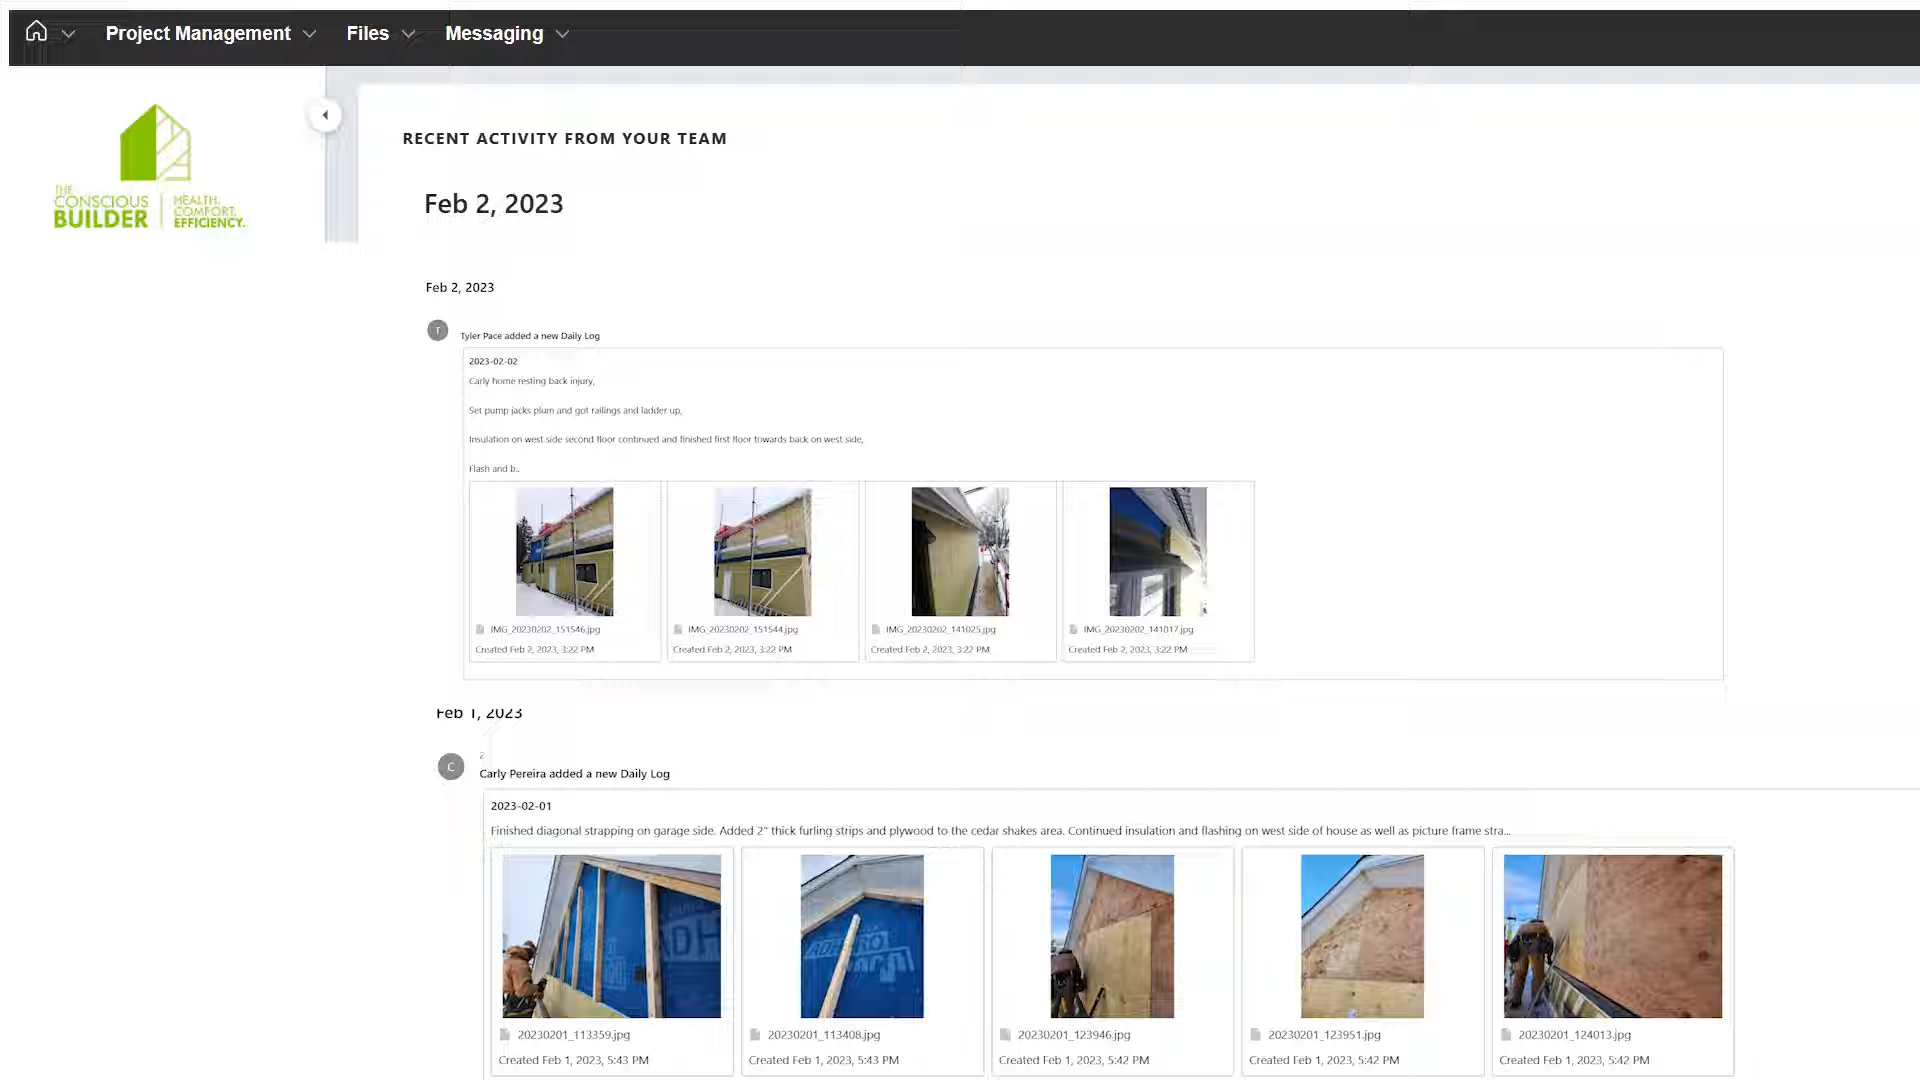 Project Management
Files
Messaging
THE
CONSCIOUS
BUILDER
HEALTH.
COMFORT.
EFFICIENCY.
RECENT ACTIVITY FROM YOUR TEAM
Feb 2, 2023
Feb 2, 2023
T
Tyler Pace added a new Daily Log
2023-02-02
Carly home resting back injury,
Set pump jacks plum and got railings and ladder up,
Insulation on west side second floor continued and finished first floor towards back on west side,
Flash and b..
IMG_20230202_151546.jpg
IMG_20230202_151544.jpg
IMG_20230202_141025.jpg
IMG_20230202_141017.jpg
Created Feb 2, 2023, 3:22 PM
Created Feb 2, 2023, 3:22 PM
Created Feb 2, 2023, 3:22 PM
Created Feb 2, 2023, 3:22 PM
Feb 1, 2023
2
C
Carly Pereira added a new Daily Log
2023-02-01
Finished diagonal strapping on garage side. Added 2" thick furling strips and plywood to the cedar shakes area. Continued insulation and flashing on west side of house as well as picture frame stra...
20230201_113359.jpg
20230201_113408.jpg
20230201_123946.jpg
20230201_123951.jpg
20230201_124013.jpg
Created Feb 1, 2023, 5:43 PM
Created Feb 1, 2023, 5:43 PM
Created Feb 1, 2023, 5:42 PM
Created Feb 1, 2023, 5:42 PM
Created Feb 1, 2023, 5:42 PM